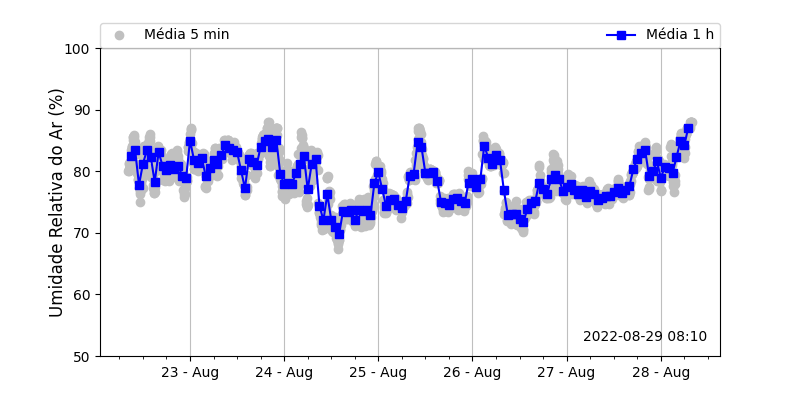 Média 5 min
Média 1 h
Umidade Relativa do Ar (%)
100
90
80
70
60
50
2022-08-29 08:10
23 - Aug
24 - Aug
25 - Aug
26 - Aug
27 - Aug
28 - Aug